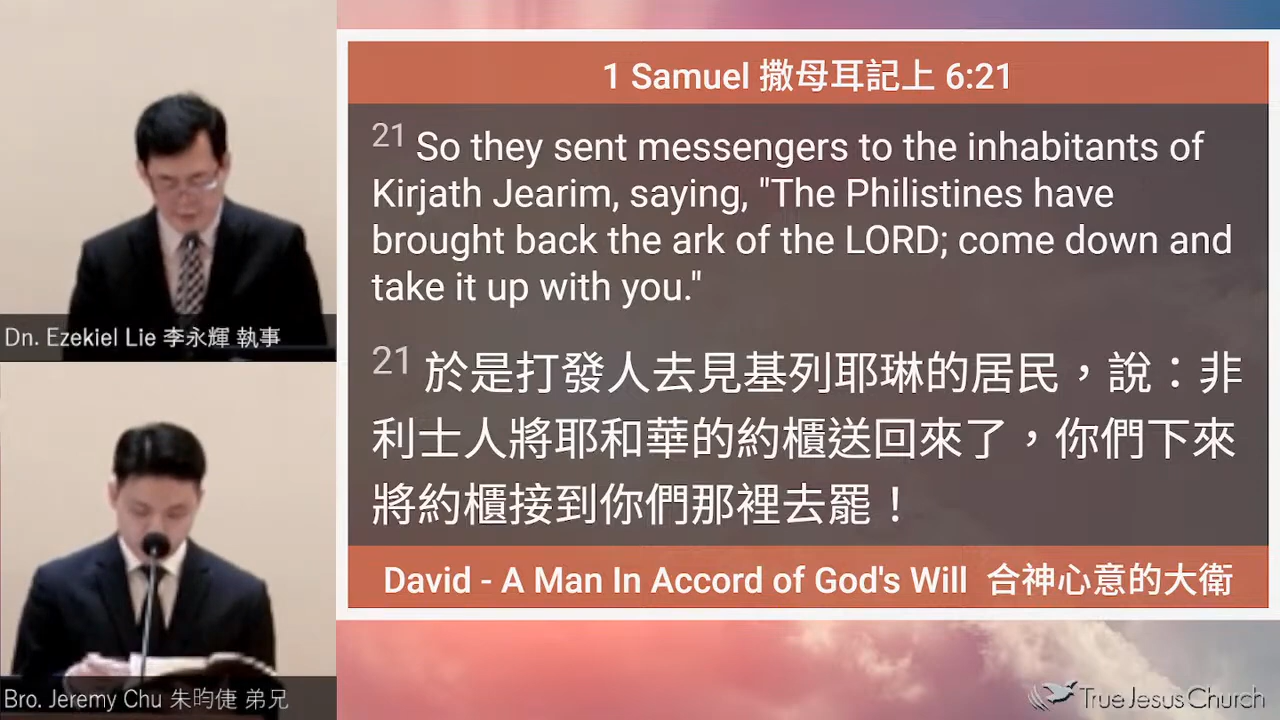 1 Samuel 撒母耳記上 6:21
21 So they sent messengers to the inhabitants of
Kirjath Jearim, saying, "The Philistines have
brought back the ark of the LORD; come down and
take it up with you."
21 於是打發人去見基列耶琳的居民，說：非
利士人將耶和華的約櫃送回來了，你們下來
將約櫃接到你們那裡去罷！
David - A Man In Accord of God's Will 合神心意的大衛
Dn. Ezekiel Lie 李永輝 執事
Bro. Jeremy Chu 朱昀倢 弟兄
True Jesus Church